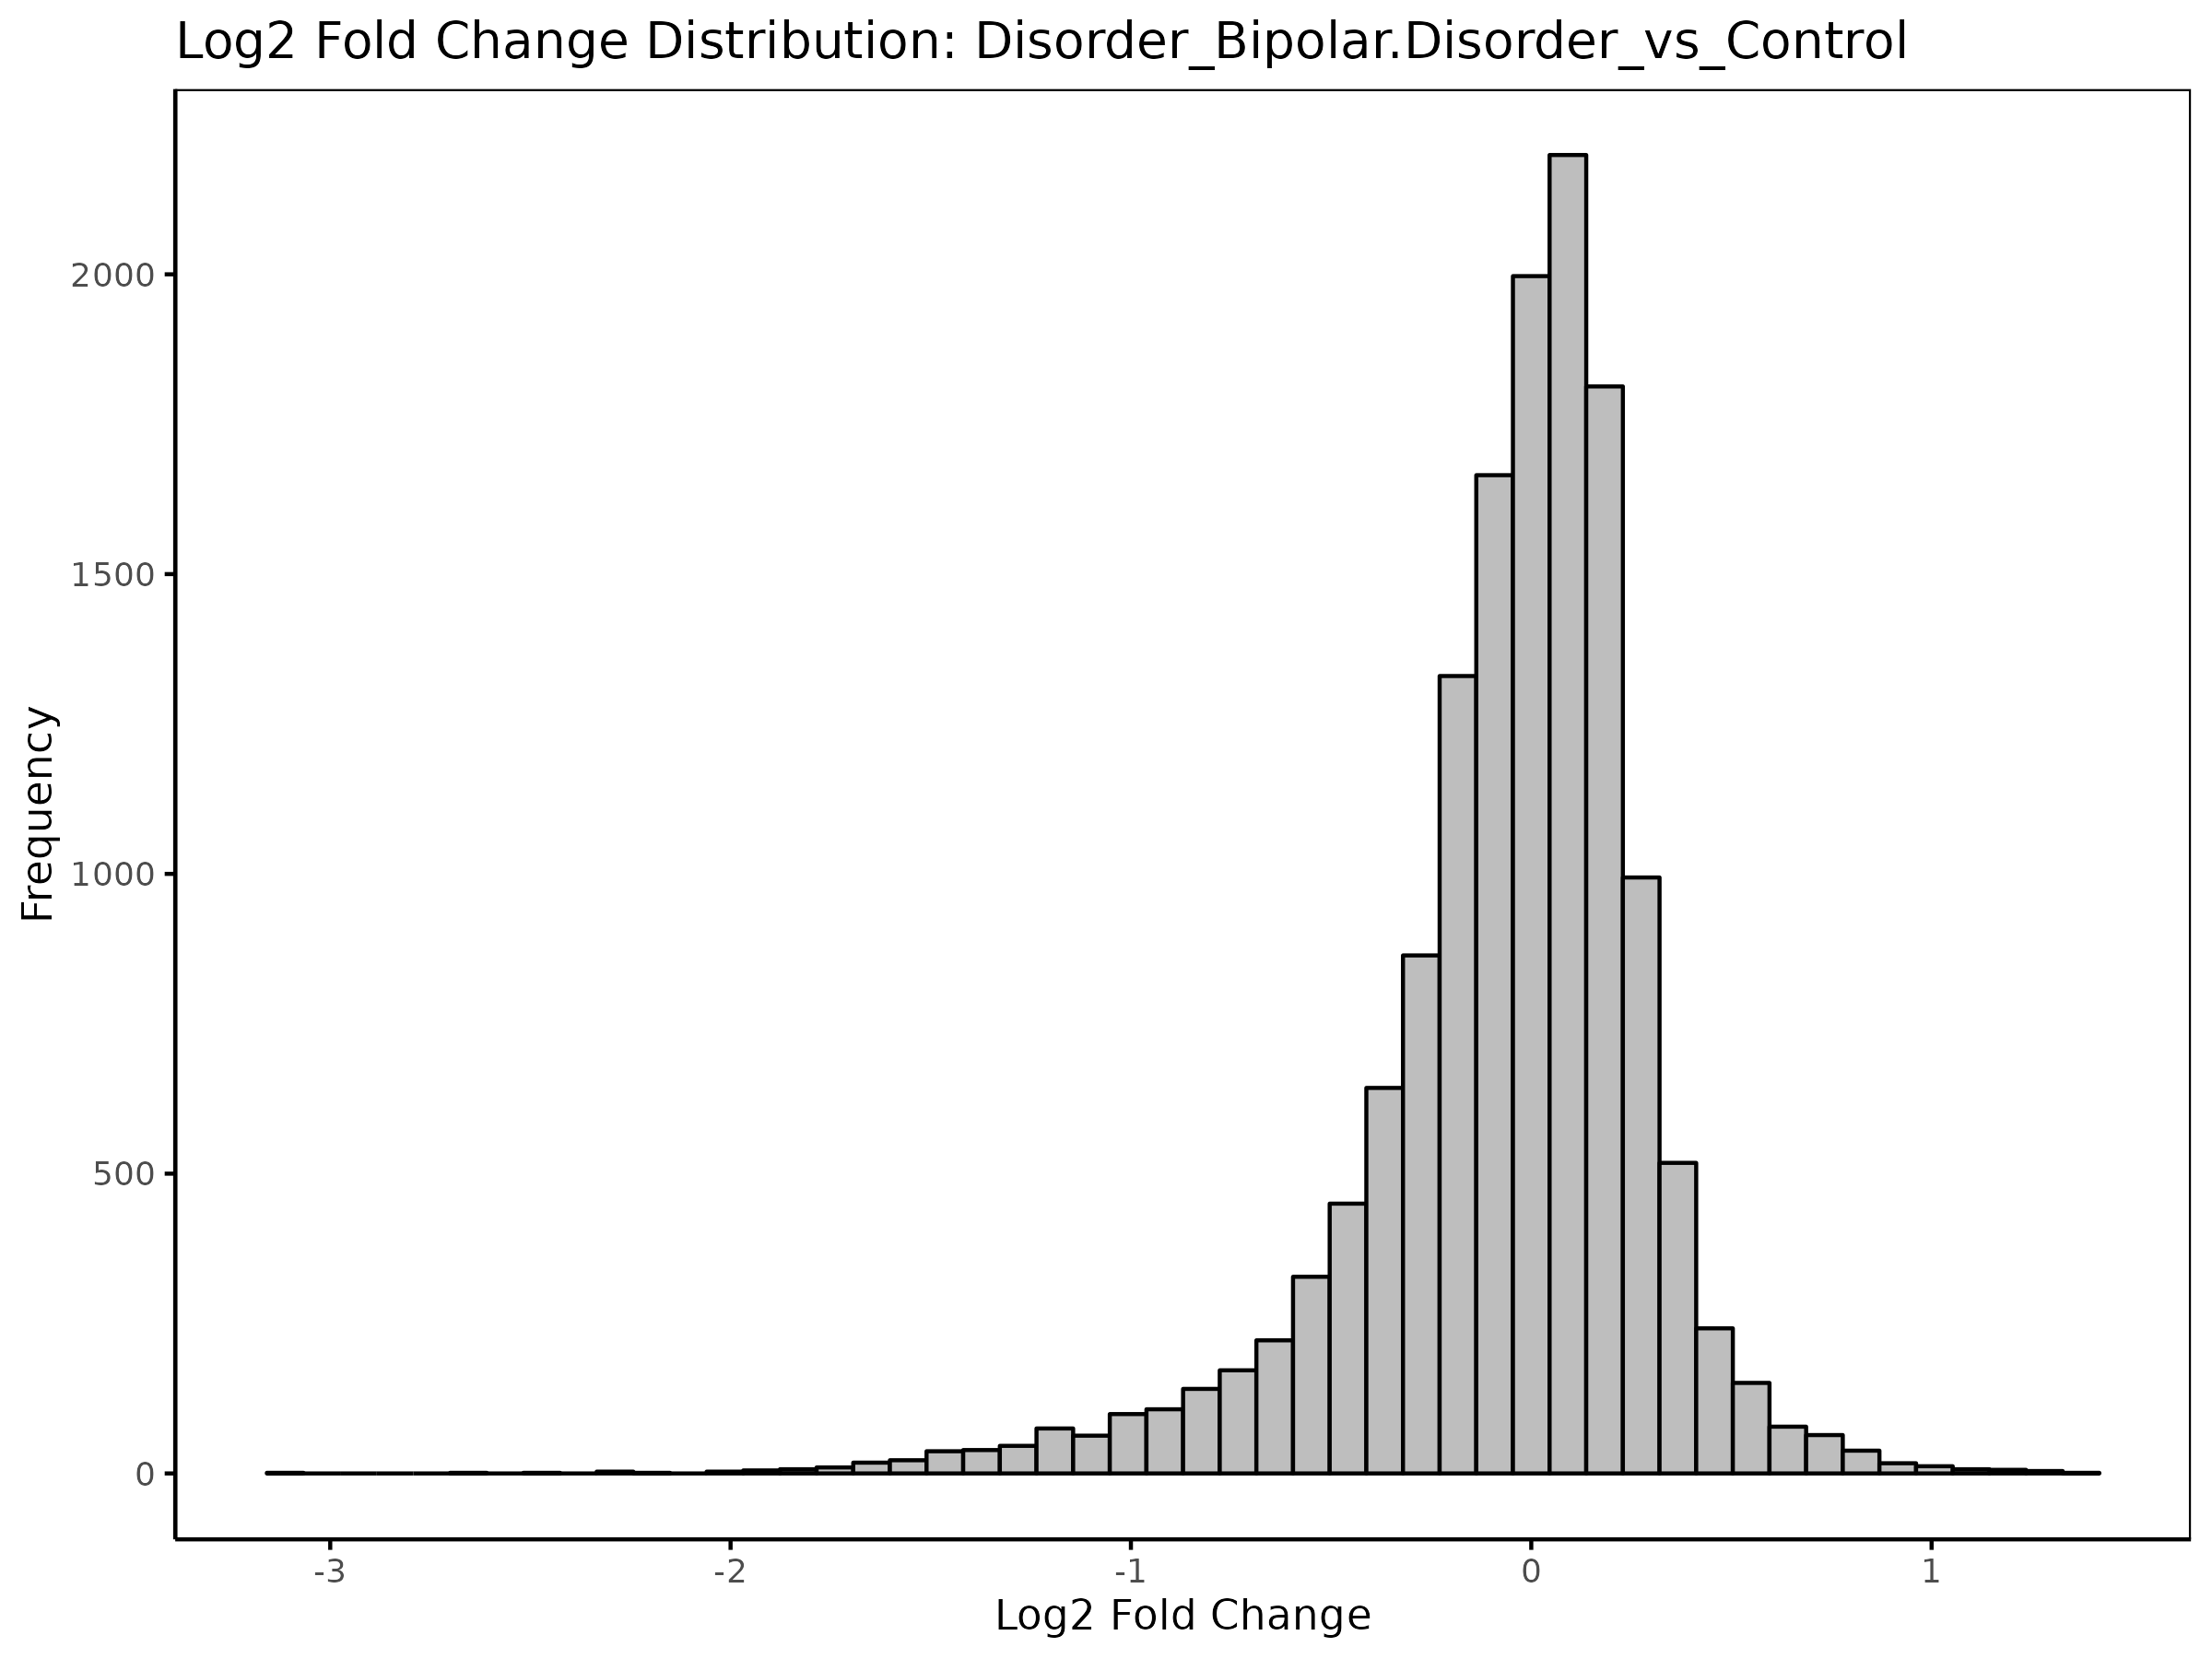 Log2 Fold Change Distribution: Disorder_Bipolar.Disorder_vs_Control
Frequency
2000
1500
1000
500
0
-3 -2 -1 0 1
Log2 Fold Change